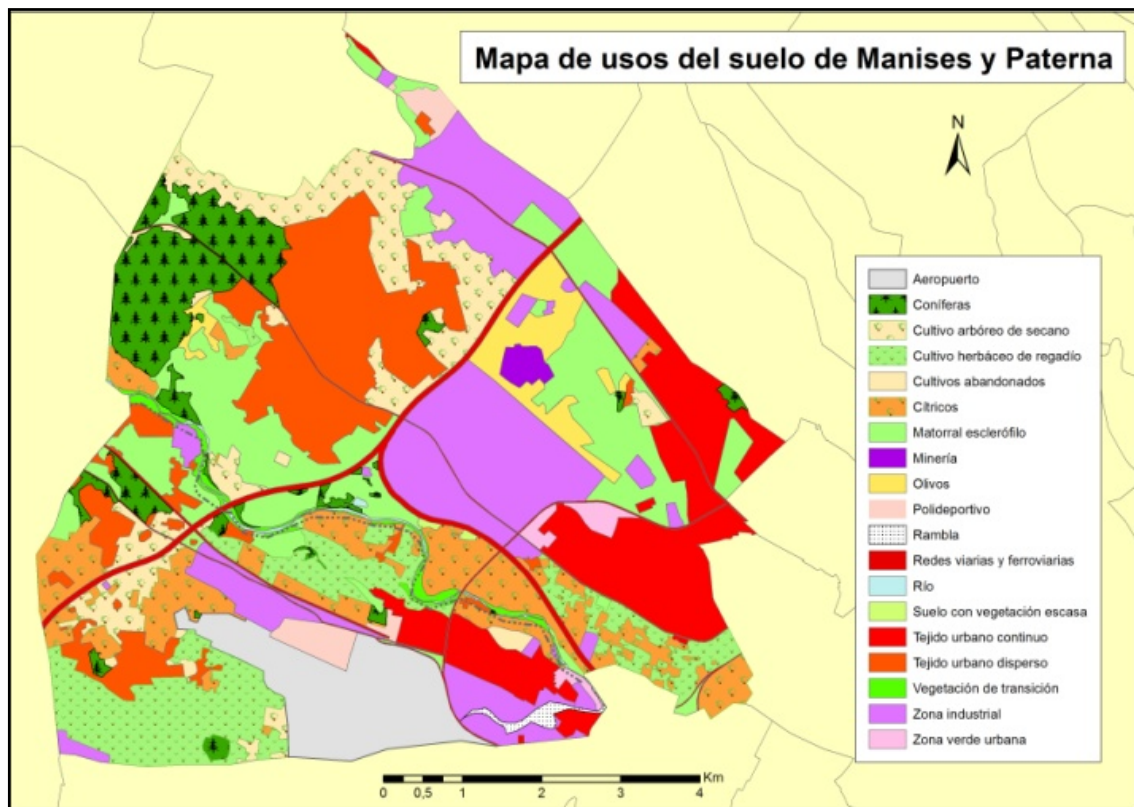 Mapa de usos del suelo de Manises y Paterna
N
Aeropuerto
Coníferas
Cultivo arbóreo de secano
Cultivo herbáceo de regadío
Cultivos abandonados
Cítricos
Matorral esclerófilo
Minería
Olivos
Polideportivo
Rambla
Redes viarias y ferroviarias
Río
Suelo con vegetación escasa
Tejido urbano continuo
Tejido urbano disperso
Vegetación de transición
Zona industrial
Zona verde urbana
Km
0 0,5 1 2 3 4